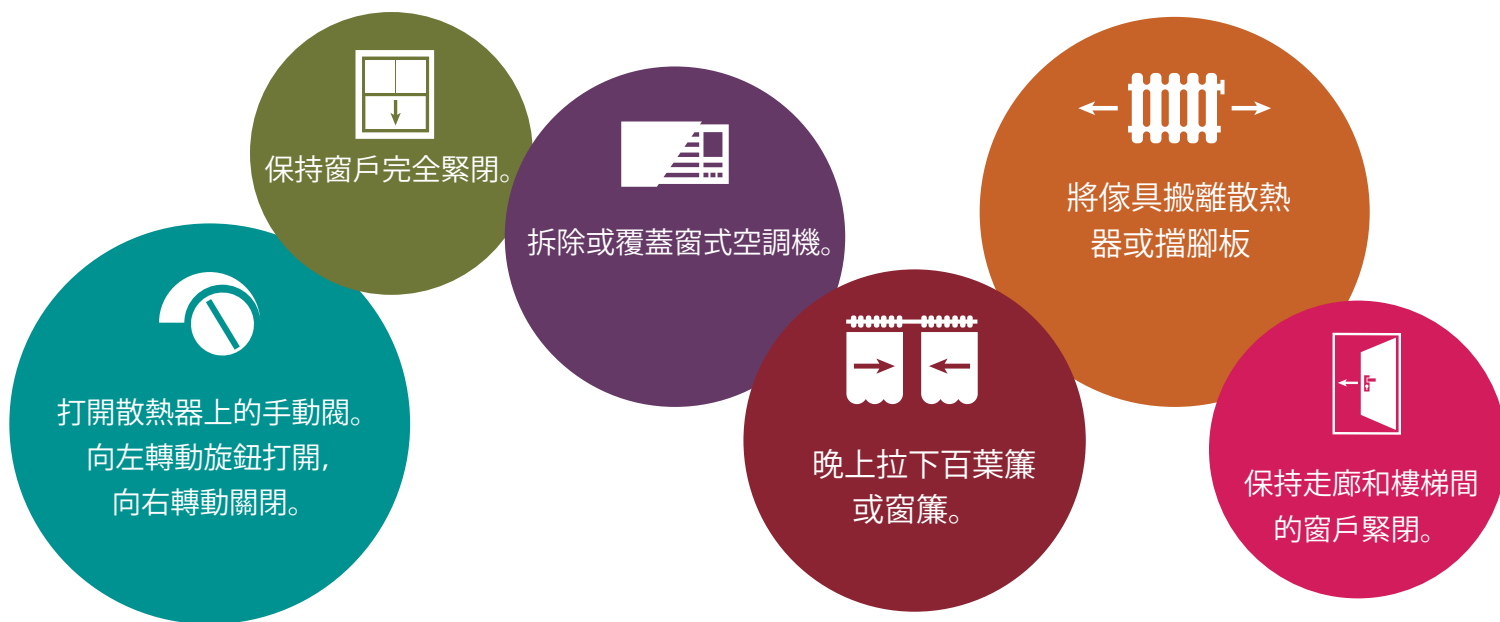 打開散熱器上的手動閥。
向左轉動旋鈕打開,
向右轉動關閉。
保持窗戶完全緊閉。
拆除或覆蓋窗式空調機。
晚上拉下百葉簾
或窗簾。
將傢具搬離散熱
器或擋腳板
保持走廊和樓梯間
的窗戶緊閉。